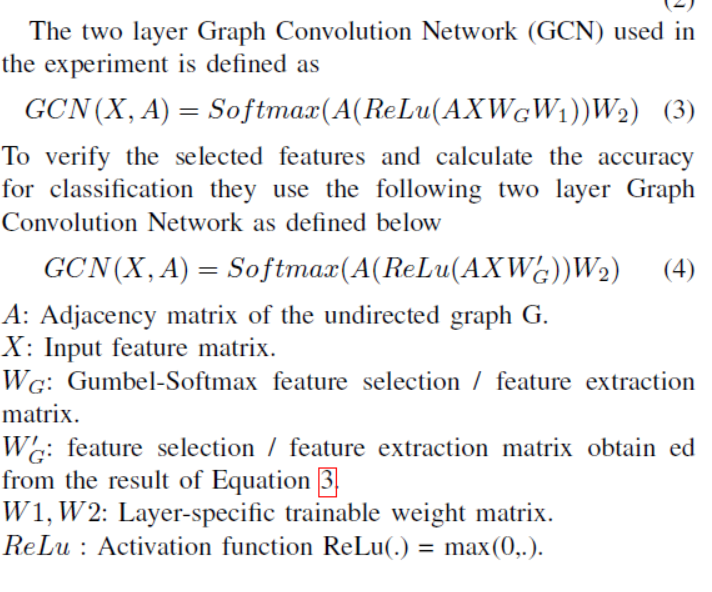 (2)
The two layer Graph Convolution Network (GCN) used in
the experiment is defined as
GCN(X, A) = Softmax(A(ReLu(AXW_GW_1))W_2) (3)
To verify the selected features and calculate the accuracy
for classification they use the following two layer Graph
Convolution Network as defined below
GCN(X, A) = Softmax(A(ReLu(AXW'_G))W_2) (4)
A: Adjacency matrix of the undirected graph G.
X: Input feature matrix.
W_G: Gumbel-Softmax feature selection / feature extraction
matrix.
W'_G: feature selection / feature extraction matrix obtain ed
from the result of Equation 3.
W1, W2: Layer-specific trainable weight matrix.
ReLu : Activation function ReLu(.) = max(0,.).